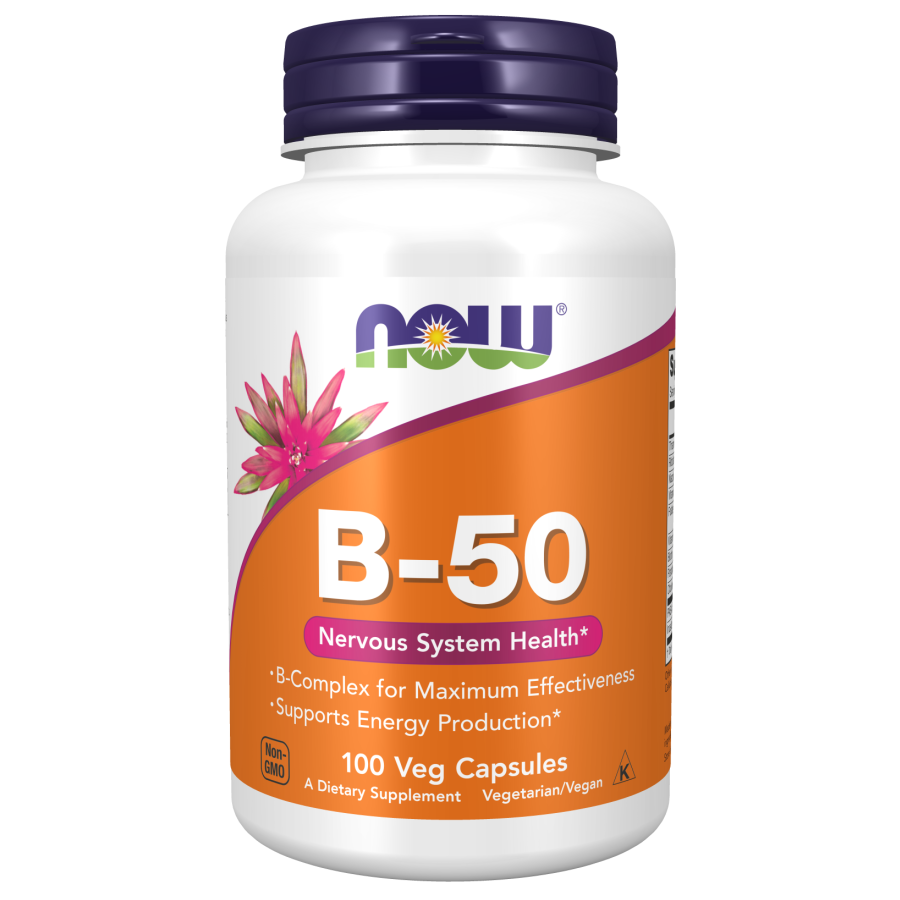 now®
B-50
Nervous System Health*
•B-Complex for Maximum Effectiveness
•Supports Energy Production*
Non-
GMO
100 Veg Capsules
A Dietary Supplement Vegetarian/Vegan
K